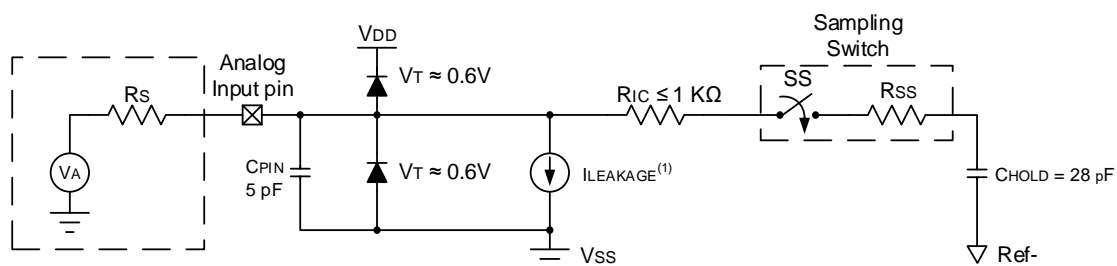 Sampling
Switch
VDD
Analog
Input pin
VT ≈ 0.6V
RS
RIC ≤ 1 KΩ
SS
RSS
VA
CPIN
5 pF
VT ≈ 0.6V
ILEAKAGE(1)
CHOLD = 28 pF
VSS
Ref-